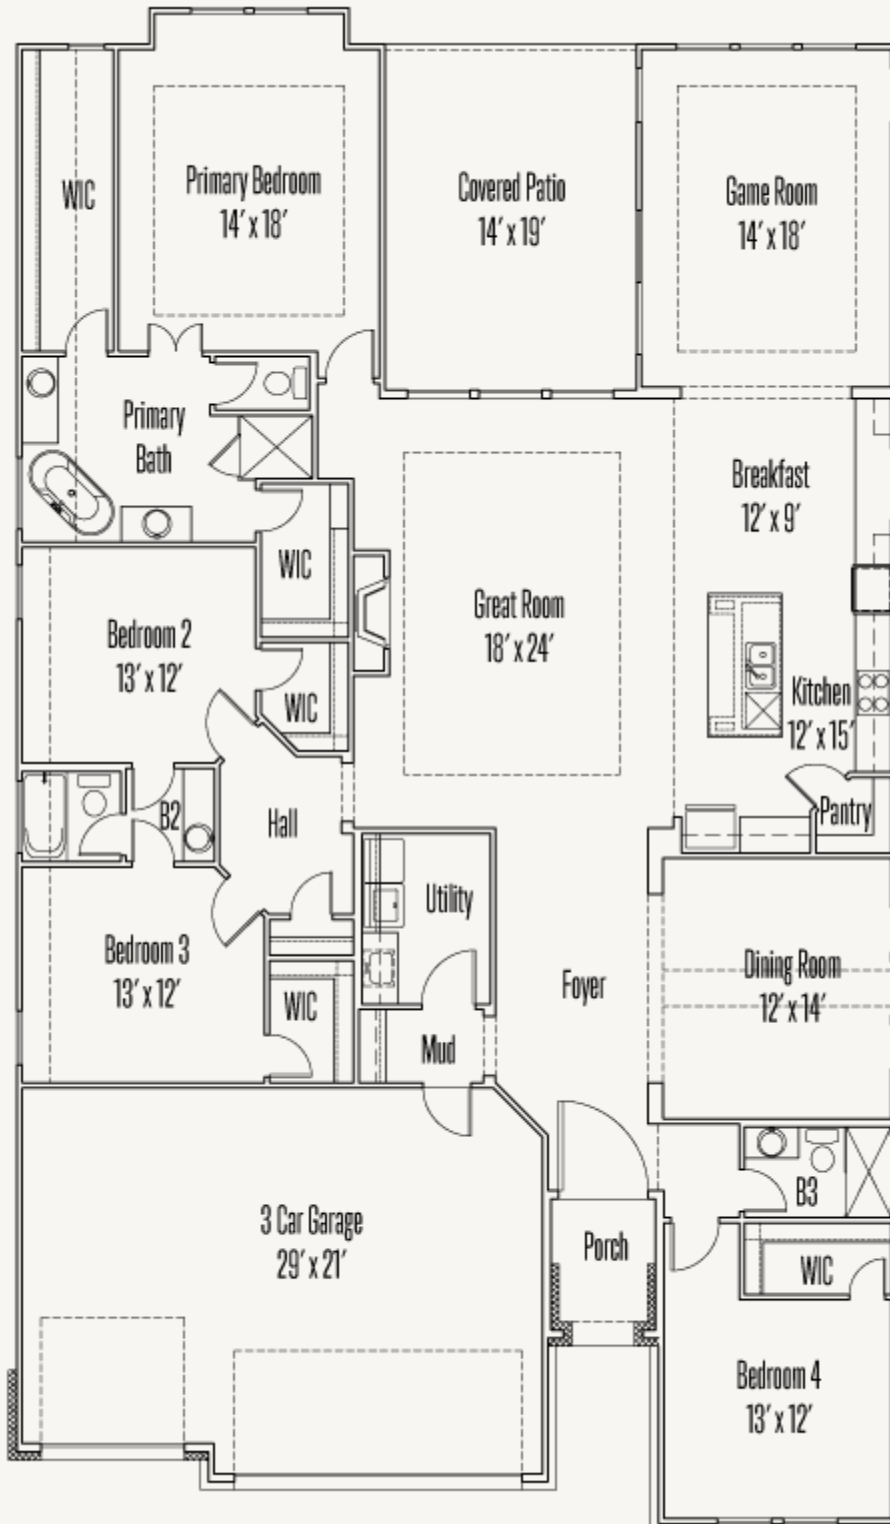 WIC
Primary Bedroom
14' x 18'
Covered Patio
14' x 19'
Game Room
14' x 18'
Primary
Bath
Breakfast
12' x 9'
WIC
Great Room
18' x 24'
Bedroom 2
13' x 12'
WIC
Kitchen
12' x 15'
B2
Hall
Pantry
Utility
Bedroom 3
13' x 12'
Foyer
Dining Room
12' x 14'
WIC
Mud
B3
3 Car Garage
29' x 21'
Porch
WIC
Bedroom 4
13' x 12'